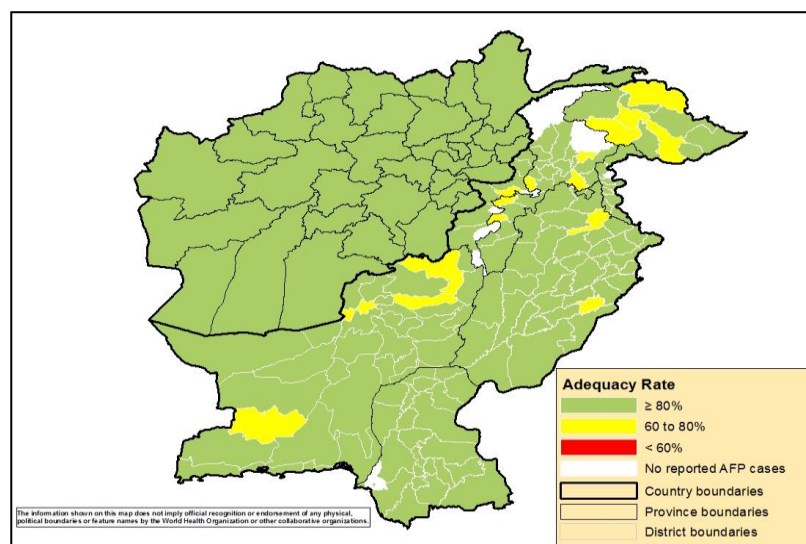 Adequacy Rate
≥ 80%
60 to 80%
< 60%
No reported AFP cases
Country boundaries
Province boundaries
District boundaries
The information shown on this map does not imply official recognition or endorsement of any physical,
political boundaries or feature names by the World Health Organization or other collaborative organizations.